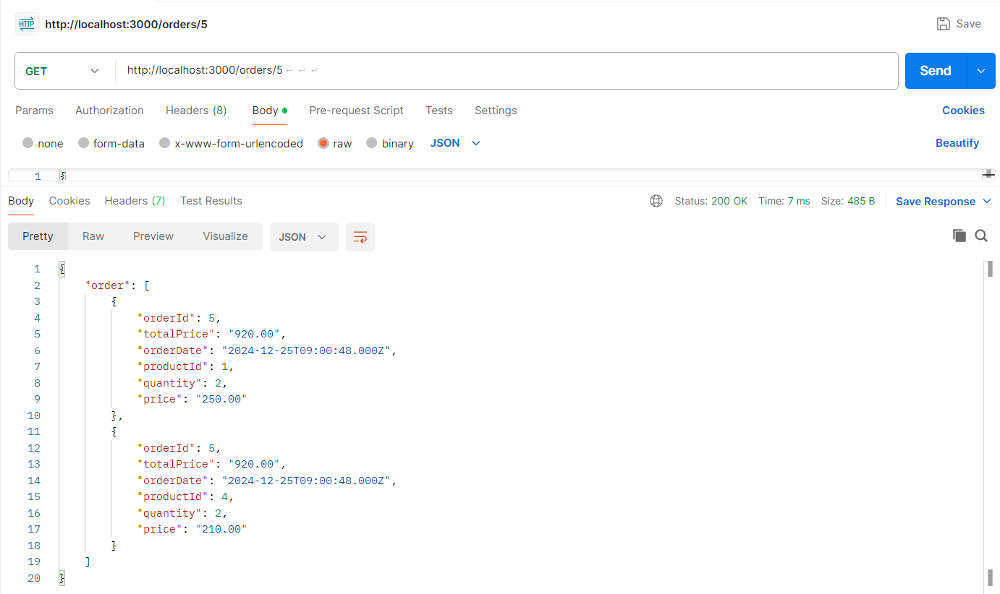 HTTP http://localhost:3000/orders/5 Save
GET http://localhost:3000/orders/5 Send
Params Authorization Headers (8) Body Pre-request Script Tests Settings Cookies
none form-data x-www-form-urlencoded raw binary JSON Beautify
1 {
Body Cookies Headers (7) Test Results Status: 200 OK Time: 7 ms Size: 485 B Save Response
Pretty Raw Preview Visualize JSON
1 {
2 "order": [
3 {
4 "orderId": 5,
5 "totalPrice": "920.00",
6 "orderDate": "2024-12-25T09:00:48.000Z",
7 "productId": 1,
8 "quantity": 2,
9 "price": "250.00"
10 },
11 {
12 "orderId": 5,
13 "totalPrice": "920.00",
14 "orderDate": "2024-12-25T09:00:48.000Z",
15 "productId": 4,
16 "quantity": 2,
17 "price": "210.00"
18 }
19 ]
20 }